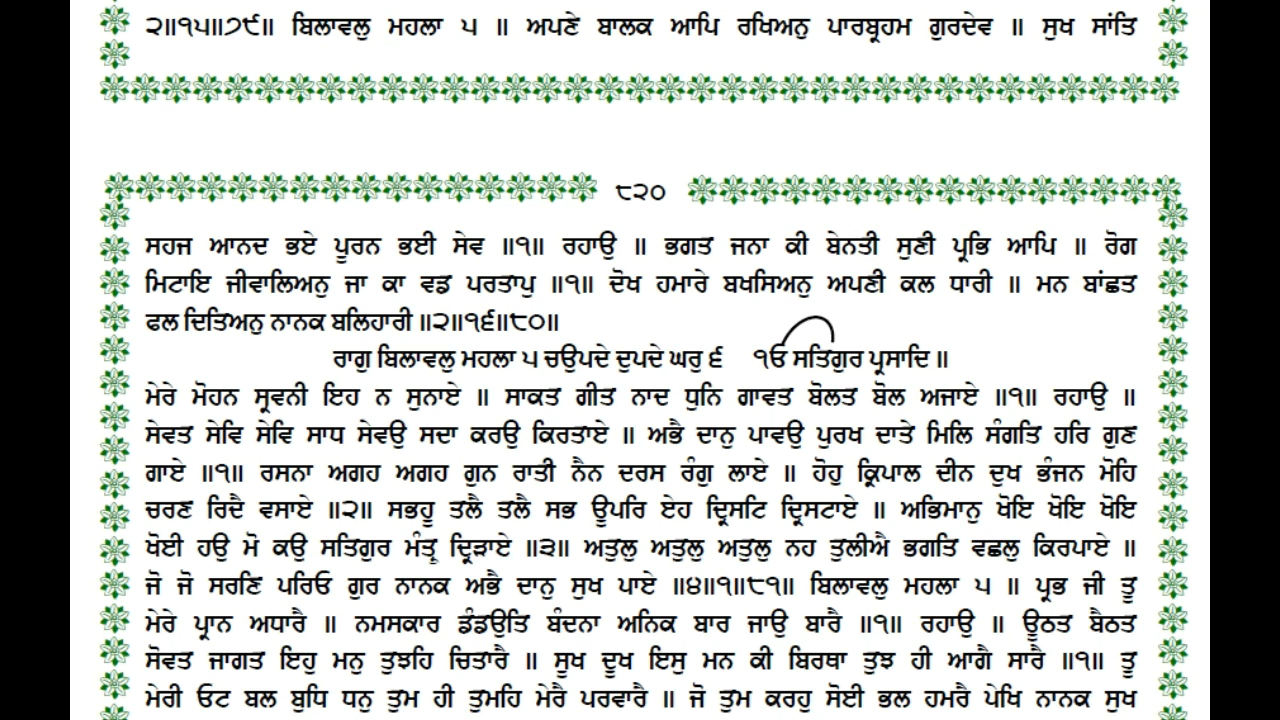 ੨॥੧੫॥੭੯॥ ਬਿਲਾਵਲੁ ਮਹਲਾ ੫ ॥ ਅਪਣੇ ਬਾਲਕ ਆਪਿ ਰਖਿਅਨੁ ਪਾਰਬ੍ਰਹਮ ਗੁਰਦੇਵ ॥ ਸੁਖ ਸਾਂਤਿ
੮੨੦
ਸਹਜ ਆਨਦ ਭਏ ਪੂਰਨ ਭਈ ਸੇਵ ॥੧॥ ਰਹਾਉ ॥ ਭਗਤ ਜਨਾ ਕੀ ਬੇਨਤੀ ਸੁਣੀ ਪ੍ਰਭਿ ਆਪਿ ॥ ਰੋਗ
ਮਿਟਾਇ ਜੀਵਾਲਿਅਨੁ ਜਾ ਕਾ ਵਡ ਪਰਤਾਪੁ ॥੧॥ ਦੋਖ ਹਮਾਰੇ ਬਖਸਿਅਨੁ ਅਪਣੀ ਕਲ ਧਾਰੀ ॥ ਮਨ ਬਾਂਛਤ
ਫਲ ਦਿਤਿਅਨੁ ਨਾਨਕ ਬਲਿਹਾਰੀ ॥੨॥੧੬॥੮੦॥
ਰਾਗੁ ਬਿਲਾਵਲੁ ਮਹਲਾ ੫ ਚਉਪਦੇ ਦੁਪਦੇ ਘਰੁ ੬ ੴ ਸਤਿਗੁਰ ਪ੍ਰਸਾਦਿ ॥
ਮੇਰੇ ਮੋਹਨ ਸ੍ਰਵਨੀ ਇਹ ਨ ਸੁਨਾਏ ॥ ਸਾਕਤ ਗੀਤ ਨਾਦ ਧੁਨਿ ਗਾਵਤ ਬੋਲਤ ਬੋਲ ਅਜਾਏ ॥੧॥ ਰਹਾਉ ॥
ਸੇਵਤ ਸੇਵਿ ਸੇਵਿ ਸਾਧ ਸੇਵਉ ਸਦਾ ਕਰਉ ਕਿਰਤਾਏ ॥ ਅਭੈ ਦਾਨੁ ਪਾਵਉ ਪੁਰਖ ਦਾਤੇ ਮਿਲਿ ਸੰਗਤਿ ਹਰਿ ਗੁਣ
ਗਾਏ ॥੧॥ ਰਸਨਾ ਅਗਹ ਅਗਹ ਗੁਨ ਰਾਤੀ ਨੈਨ ਦਰਸ ਰੰਗੁ ਲਾਏ ॥ ਹੋਹੁ ਕ੍ਰਿਪਾਲ ਦੀਨ ਦੁਖ ਭੰਜਨ ਮੋਹਿ
ਚਰਣ ਰਿਦੈ ਵਸਾਏ ॥੨॥ ਸਭਹੂ ਤਲੈ ਤਲੈ ਸਭ ਊਪਰਿ ਏਹ ਦ੍ਰਿਸਟਿ ਦ੍ਰਿਸਟਾਏ ॥ ਅਭਿਮਾਨੁ ਖੋਇ ਖੋਇ ਖੋਇ
ਖੋਈ ਹਉ ਮੋ ਕਉ ਸਤਿਗੁਰ ਮੰਤ੍ਰੁ ਦ੍ਰਿੜਾਏ ॥੩॥ ਅਤੁਲੁ ਅਤੁਲੁ ਅਤੁਲੁ ਨਹ ਤੁਲੀਐ ਭਗਤਿ ਵਛਲੁ ਕਿਰਪਾਏ ॥
ਜੋ ਜੋ ਸਰਣਿ ਪਰਿਓ ਗੁਰ ਨਾਨਕ ਅਭੈ ਦਾਨੁ ਸੁਖ ਪਾਏ ॥੪॥੧॥੮੧॥ ਬਿਲਾਵਲੁ ਮਹਲਾ ੫ ॥ ਪ੍ਰਭ ਜੀ ਤੂ
ਮੇਰੇ ਪ੍ਰਾਨ ਅਧਾਰੈ ॥ ਨਮਸਕਾਰ ਡੰਡਉਤਿ ਬੰਦਨਾ ਅਨਿਕ ਬਾਰ ਜਾਉ ਬਾਰੈ ॥੧॥ ਰਹਾਉ ॥ ਊਠਤ ਬੈਠਤ
ਸੋਵਤ ਜਾਗਤ ਇਹੁ ਮਨੁ ਤੁਝਹਿ ਚਿਤਾਰੈ ॥ ਸੂਖ ਦੂਖ ਇਸੁ ਮਨ ਕੀ ਬਿਰਥਾ ਤੁਝ ਹੀ ਆਗੈ ਸਾਰੈ ॥੧॥ ਤੂ
ਮੇਰੀ ਓਟ ਬਲ ਬੁਧਿ ਧਨੁ ਤੁਮ ਹੀ ਤੁਮਹਿ ਮੇਰੈ ਪਰਵਾਰੈ ॥ ਜੋ ਤੁਮ ਕਰਹੁ ਸੋਈ ਭਲ ਹਮਰੈ ਪੇਖਿ ਨਾਨਕ ਸੁਖ